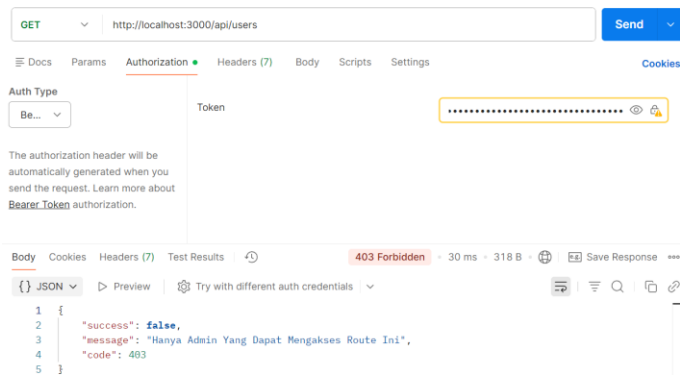 GET http://localhost:3000/api/users Send
Docs Params Authorization Headers (7) Body Scripts Settings Cookies
Auth Type
Be...
Token
The authorization header will be
automatically generated when you
send the request. Learn more about
Bearer Token authorization.
Body Cookies Headers (7) Test Results 403 Forbidden • 30 ms • 318 B • Save Response
{} JSON Preview Try with different auth credentials
1 {
2 "success": false,
3 "message": "Hanya Admin Yang Dapat Mengakses Route Ini",
4 "code": 403
5 }